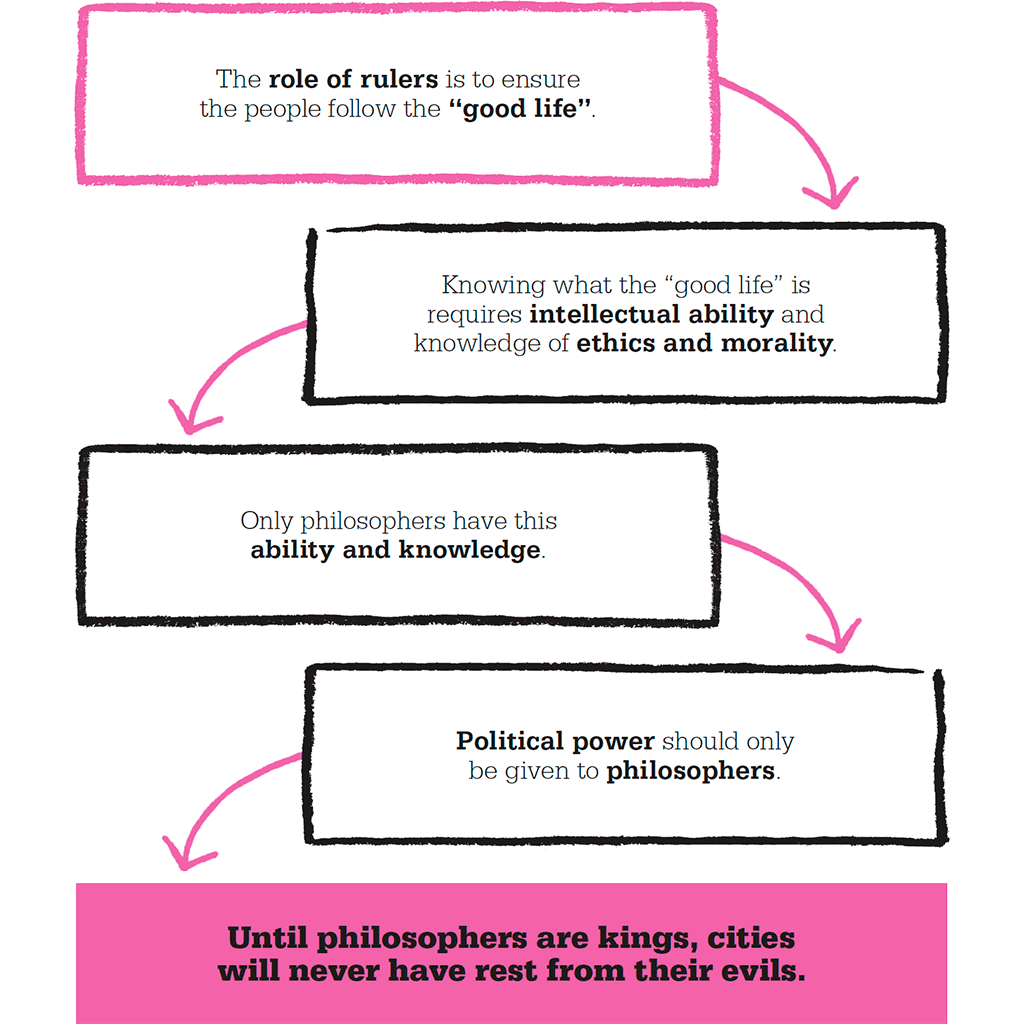 The role of rulers is to ensure
the people follow the “good life”.
Knowing what the “good life” is
requires intellectual ability and
knowledge of ethics and morality.
Only philosophers have this
ability and knowledge.
Political power should only
be given to philosophers.
Until philosophers are kings, cities
will never have rest from their evils.